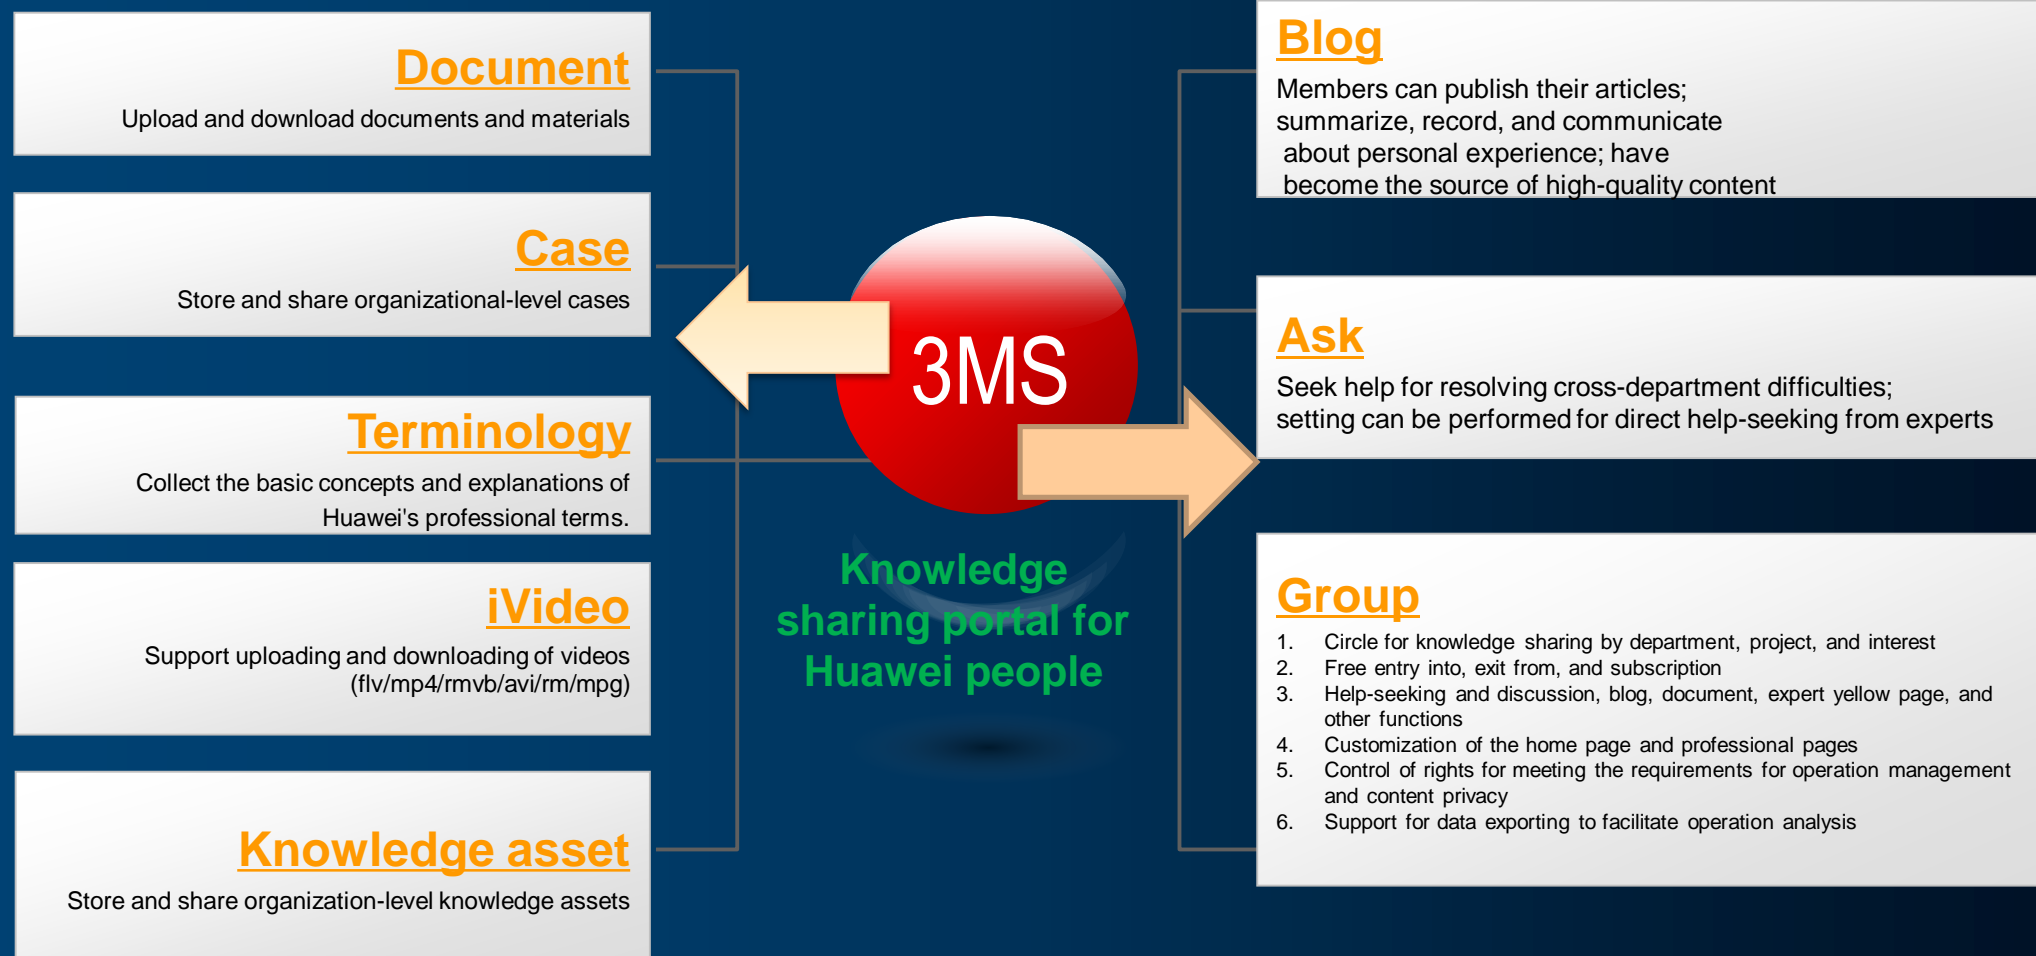 Document
Upload and download documents and materials
Case
Store and share organizational-level cases
Terminology
Collect the basic concepts and explanations of
Huawei's professional terms.
iVideo
Support uploading and downloading of videos
(flv/mp4/rmvb/avi/rm/mpg)
Knowledge asset
Store and share organization-level knowledge assets
3MS
Knowledge
sharing portal for
Huawei people
Blog
Members can publish their articles;
summarize, record, and communicate
about personal experience; have
become the source of high-quality content
Ask
Seek help for resolving cross-department difficulties;
setting can be performed for direct help-seeking from experts
Group
1. Circle for knowledge sharing by department, project, and interest
2. Free entry into, exit from, and subscription
3. Help-seeking and discussion, blog, document, expert yellow page, and
other functions
4. Customization of the home page and professional pages
5. Control of rights for meeting the requirements for operation management
and content privacy
6. Support for data exporting to facilitate operation analysis